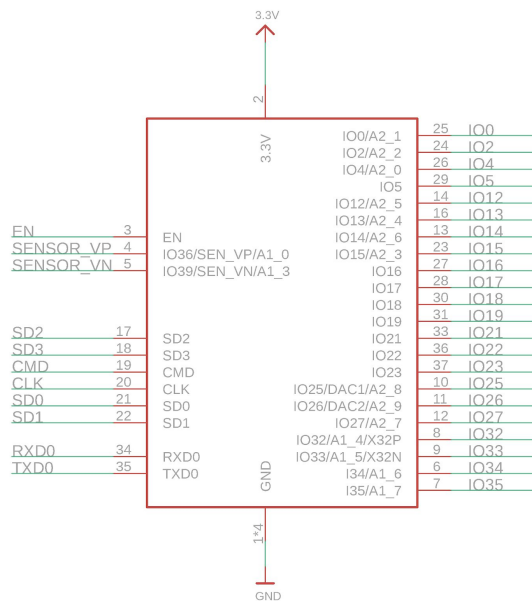 3.3V
2
3.3V
IO0/A2_1 25 IO0
IO2/A2_2 24 IO2
IO4/A2_0 26 IO4
IO5 29 IO5
IO12/A2_5 14 IO12
IO13/A2_4 16 IO13
EN 3 EN IO14/A2_6 13 IO14
SENSOR_VP 4 IO36/SEN_VP/A1_0 IO15/A2_3 23 IO15
SENSOR_VN 5 IO39/SEN_VN/A1_3 IO16 27 IO16
IO17 28 IO17
IO18 30 IO18
IO19 31 IO19
SD2 17 SD2 IO21 33 IO21
SD3 18 SD3 IO22 36 IO22
CMD 19 CMD IO23 37 IO23
CLK 20 CLK IO25/DAC1/A2_8 10 IO25
SD0 21 SD0 IO26/DAC2/A2_9 11 IO26
SD1 22 SD1 IO27/A2_7 12 IO27
IO32/A1_4/X32P 8 IO32
RXD0 34 RXD0 IO33/A1_5/X32N 9 IO33
TXD0 35 TXD0 I34/A1_6 6 IO34
I35/A1_7 7 IO35
GND
1*4
GND